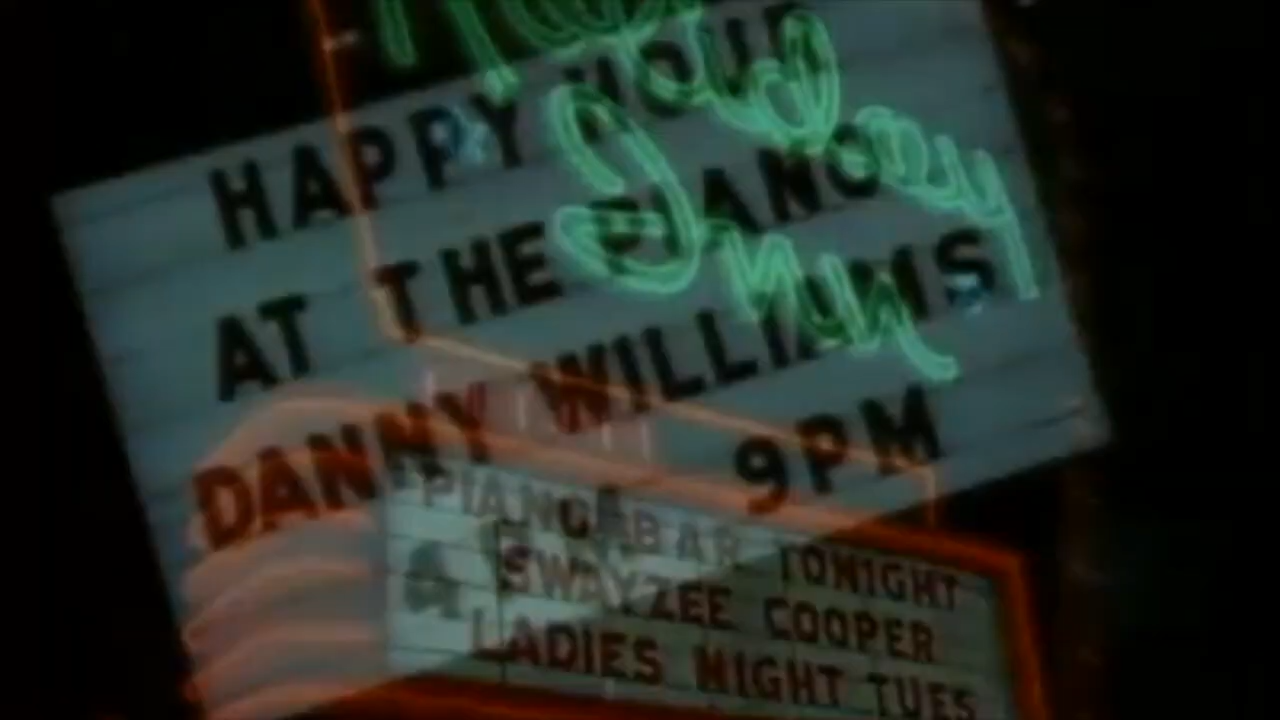 HAPPY HOUR
AT THE PIANO
DANNY WILLIAMS
9PM
PIANO BAR TONIGHT
SWAYZEE COOPER
LADIES NIGHT TUES